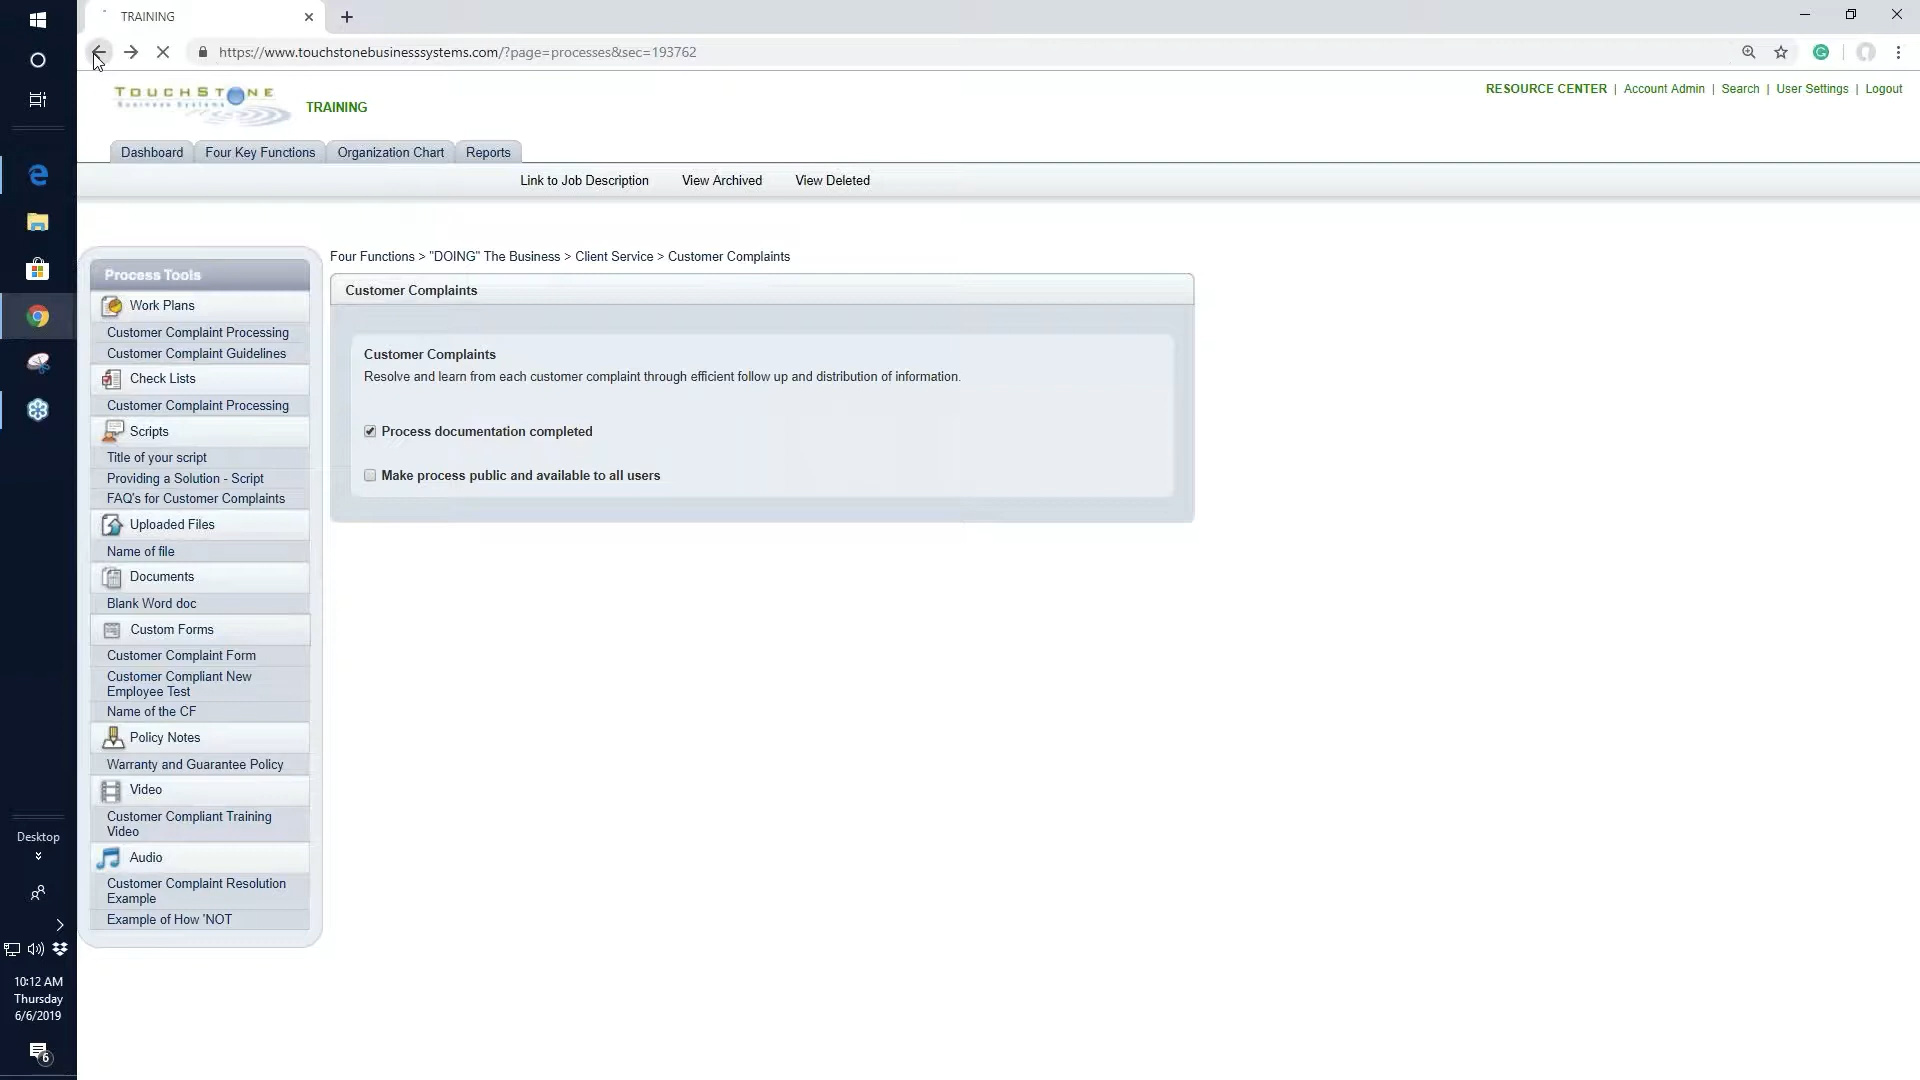 TRAINING
https://www.touchstonebusinesssystems.com/?page=processes&sec=193762
TOUCHSTONE
Business Systems
TRAINING
RESOURCE CENTER | Account Admin | Search | User Settings | Logout
Dashboard Four Key Functions Organization Chart Reports
Link to Job Description View Archived View Deleted
Four Functions > "DOING" The Business > Client Service > Customer Complaints
Process Tools
Work Plans
Customer Complaint Processing
Customer Complaint Guidelines
Check Lists
Customer Complaint Processing
Scripts
Title of your script
Providing a Solution - Script
FAQ's for Customer Complaints
Uploaded Files
Name of file
Documents
Blank Word doc
Custom Forms
Customer Complaint Form
Customer Compliant New
Employee Test
Name of the CF
Policy Notes
Warranty and Guarantee Policy
Video
Customer Compliant Training
Video
Audio
Customer Complaint Resolution
Example
Example of How 'NOT
Customer Complaints
Customer Complaints
Resolve and learn from each customer complaint through efficient follow up and distribution of information.
Process documentation completed
Make process public and available to all users
Desktop
10:12 AM
Thursday
6/6/2019
6